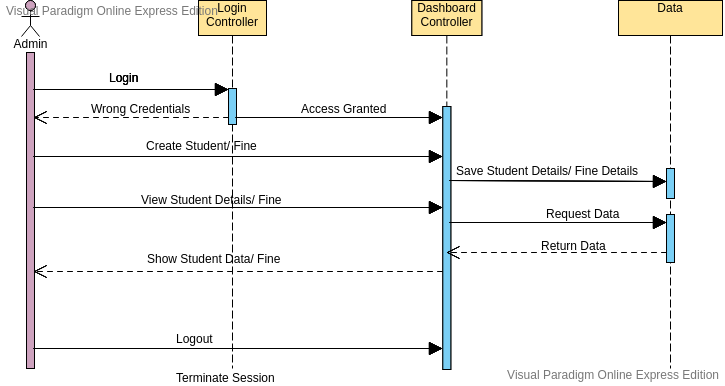 Visual Paradigm Online Express Edition
Login
Controller
Dashboard
Controller
Data
Admin
Login
Wrong Credentials
Access Granted
Create Student/ Fine
Save Student Details/ Fine Details
View Student Details/ Fine
Request Data
Return Data
Show Student Data/ Fine
Logout
Terminate Session
Visual Paradigm Online Express Edition